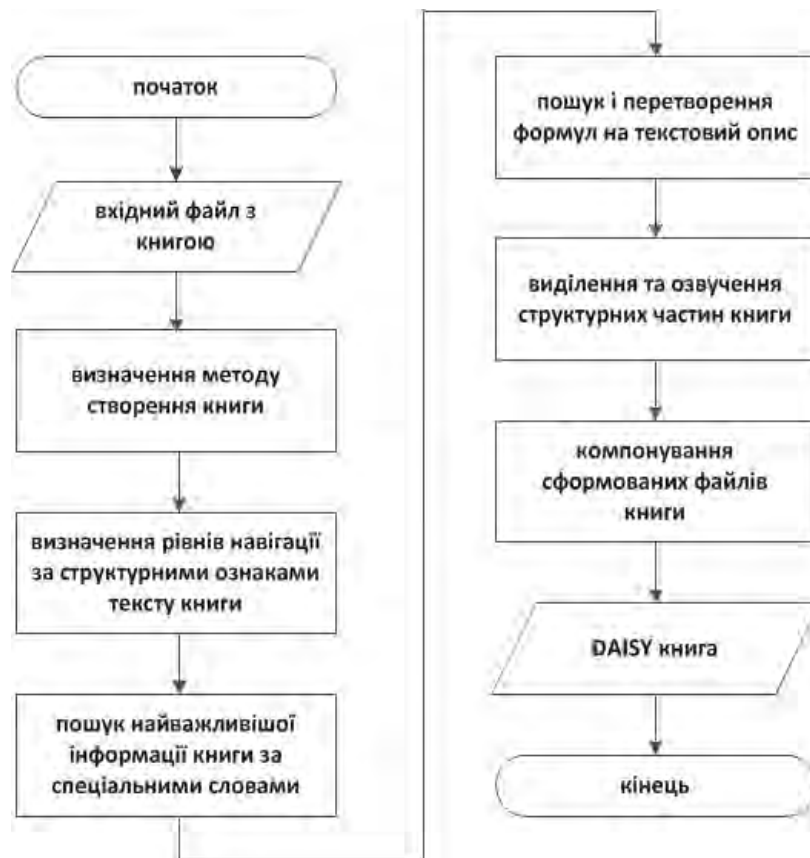 початок
вхідний файл з
книгою
визначення методу
створення книги
визначення рівнів навігації
за структурними ознаками
тексту книги
пошук найважливішої
інформації книги за
спеціальними словами
пошук і перетворення
формул на текстовий опис
виділення та озвучення
структурних частин книги
компонування
сформованих файлів
книги
DAISY книга
кінець